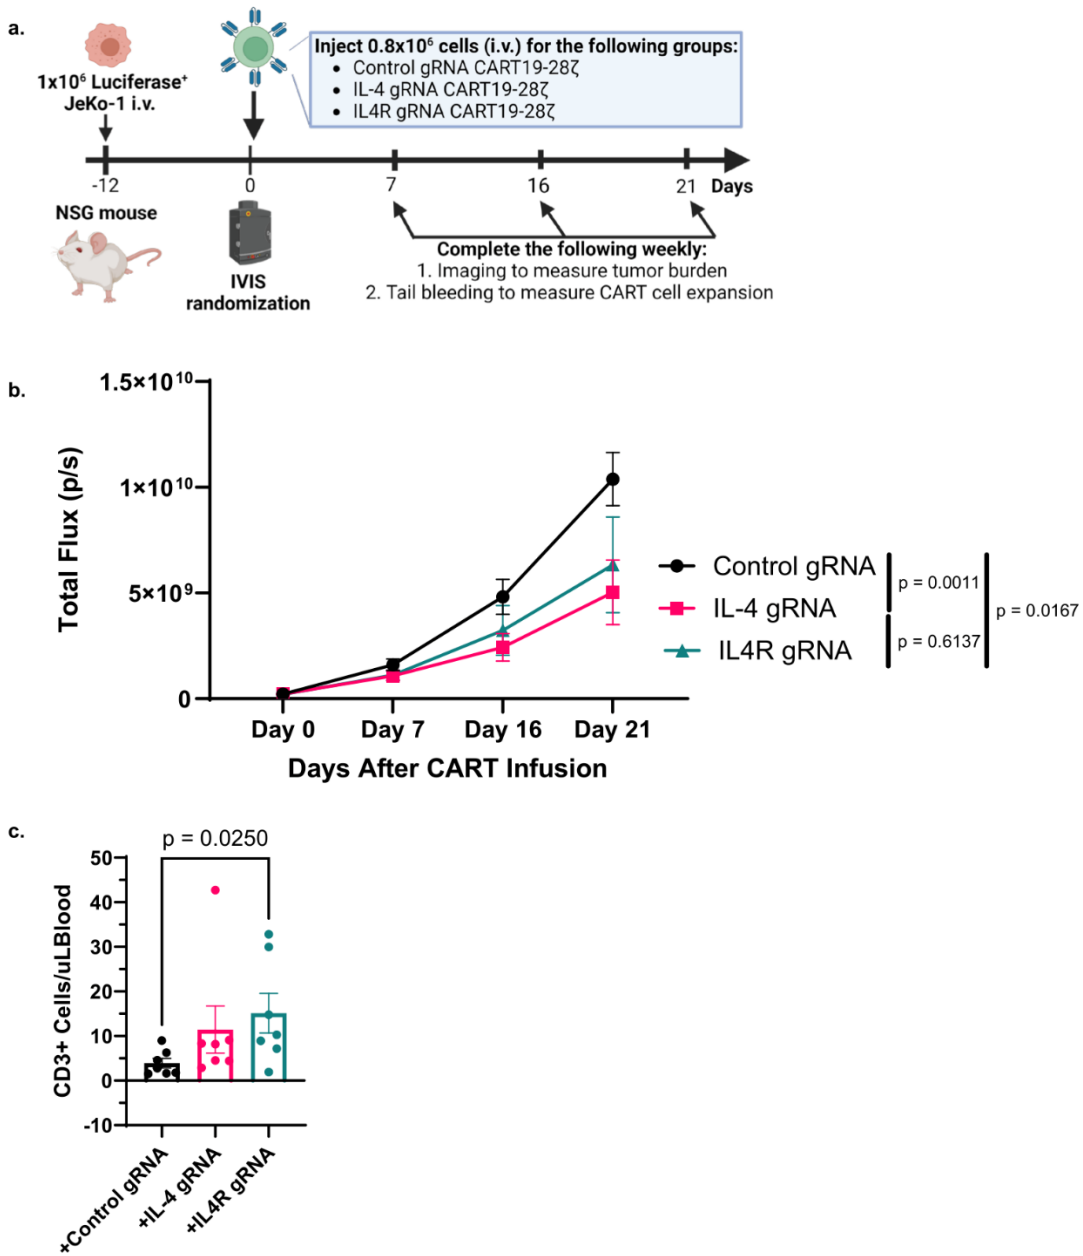 a.
1x10⁶ Luciferase⁺
JeKo-1 i.v.
Inject 0.8x10⁶ cells (i.v.) for the following groups:
• Control gRNA CART19-28ζ
• IL-4 gRNA CART19-28ζ
• IL4R gRNA CART19-28ζ
-12 0 7 16 21 Days
NSG mouse
IVIS
randomization
Complete the following weekly:
1. Imaging to measure tumor burden
2. Tail bleeding to measure CART cell expansion
b.
Total Flux (p/s)
1.5×10¹⁰
1×10¹⁰
5×10⁹
0
Day 0 Day 7 Day 16 Day 21
Days After CART Infusion
Control gRNA
IL-4 gRNA
IL4R gRNA
p = 0.0011
p = 0.6137
p = 0.0167
c.
p = 0.0250
CD3+ Cells/uLBlood
50
40
30
20
10
0
-10
+Control gRNA
+IL-4 gRNA
+IL4R gRNA